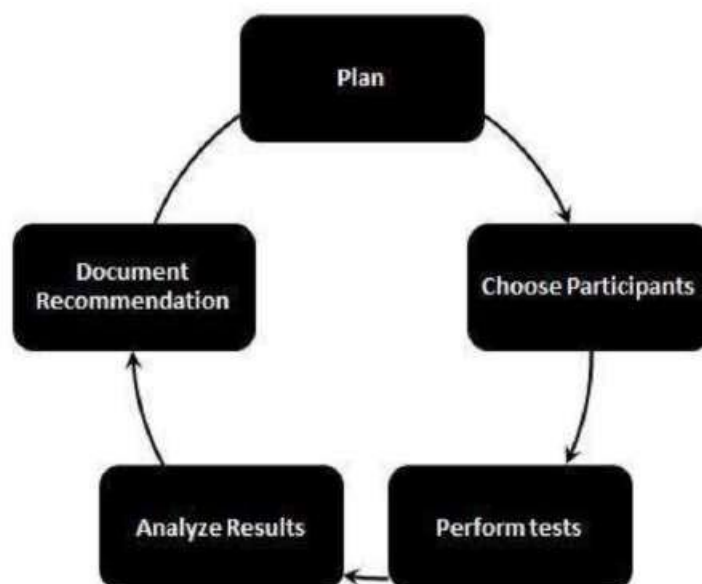 Plan
Choose Participants
Perform tests
Analyze Results
Document
Recommendation